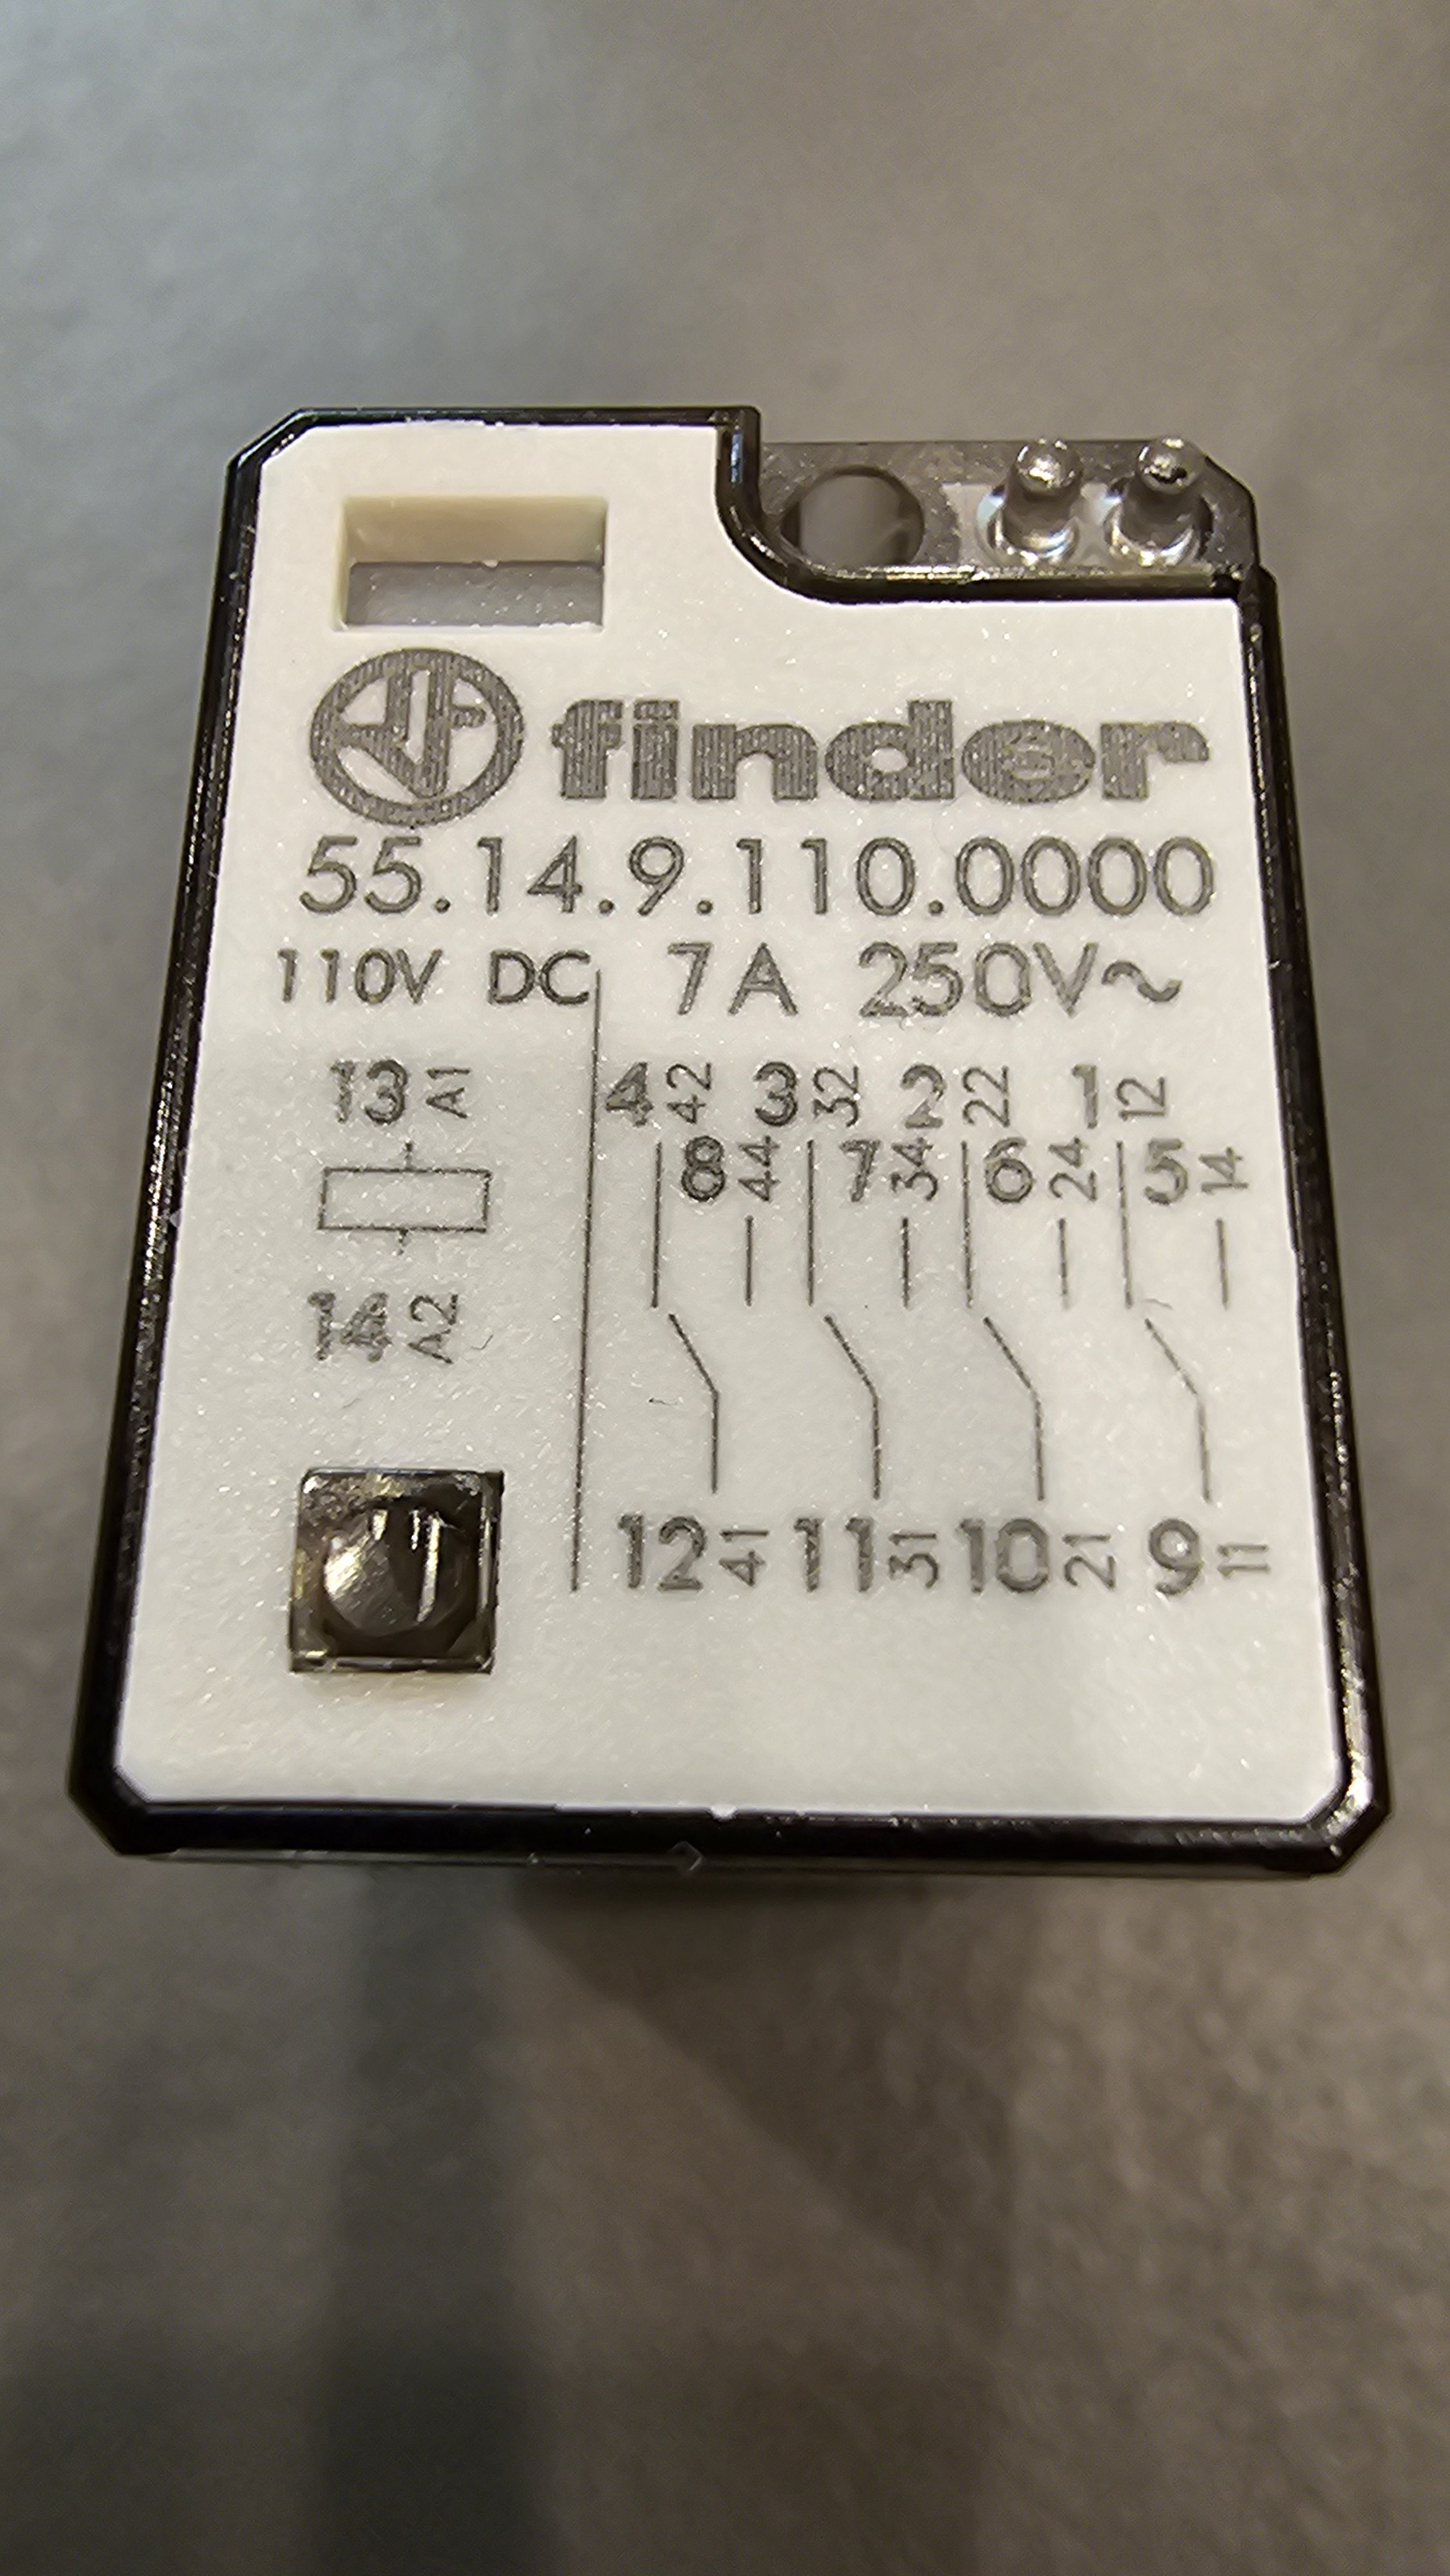 finder
55.14.9.110.0000
110V DC 7A 250V~
13 A1 4 42 3 32 2 22 1 12
8 44 7 34 6 24 5 14
14 A2
12 41 11 31 10 21 9 11